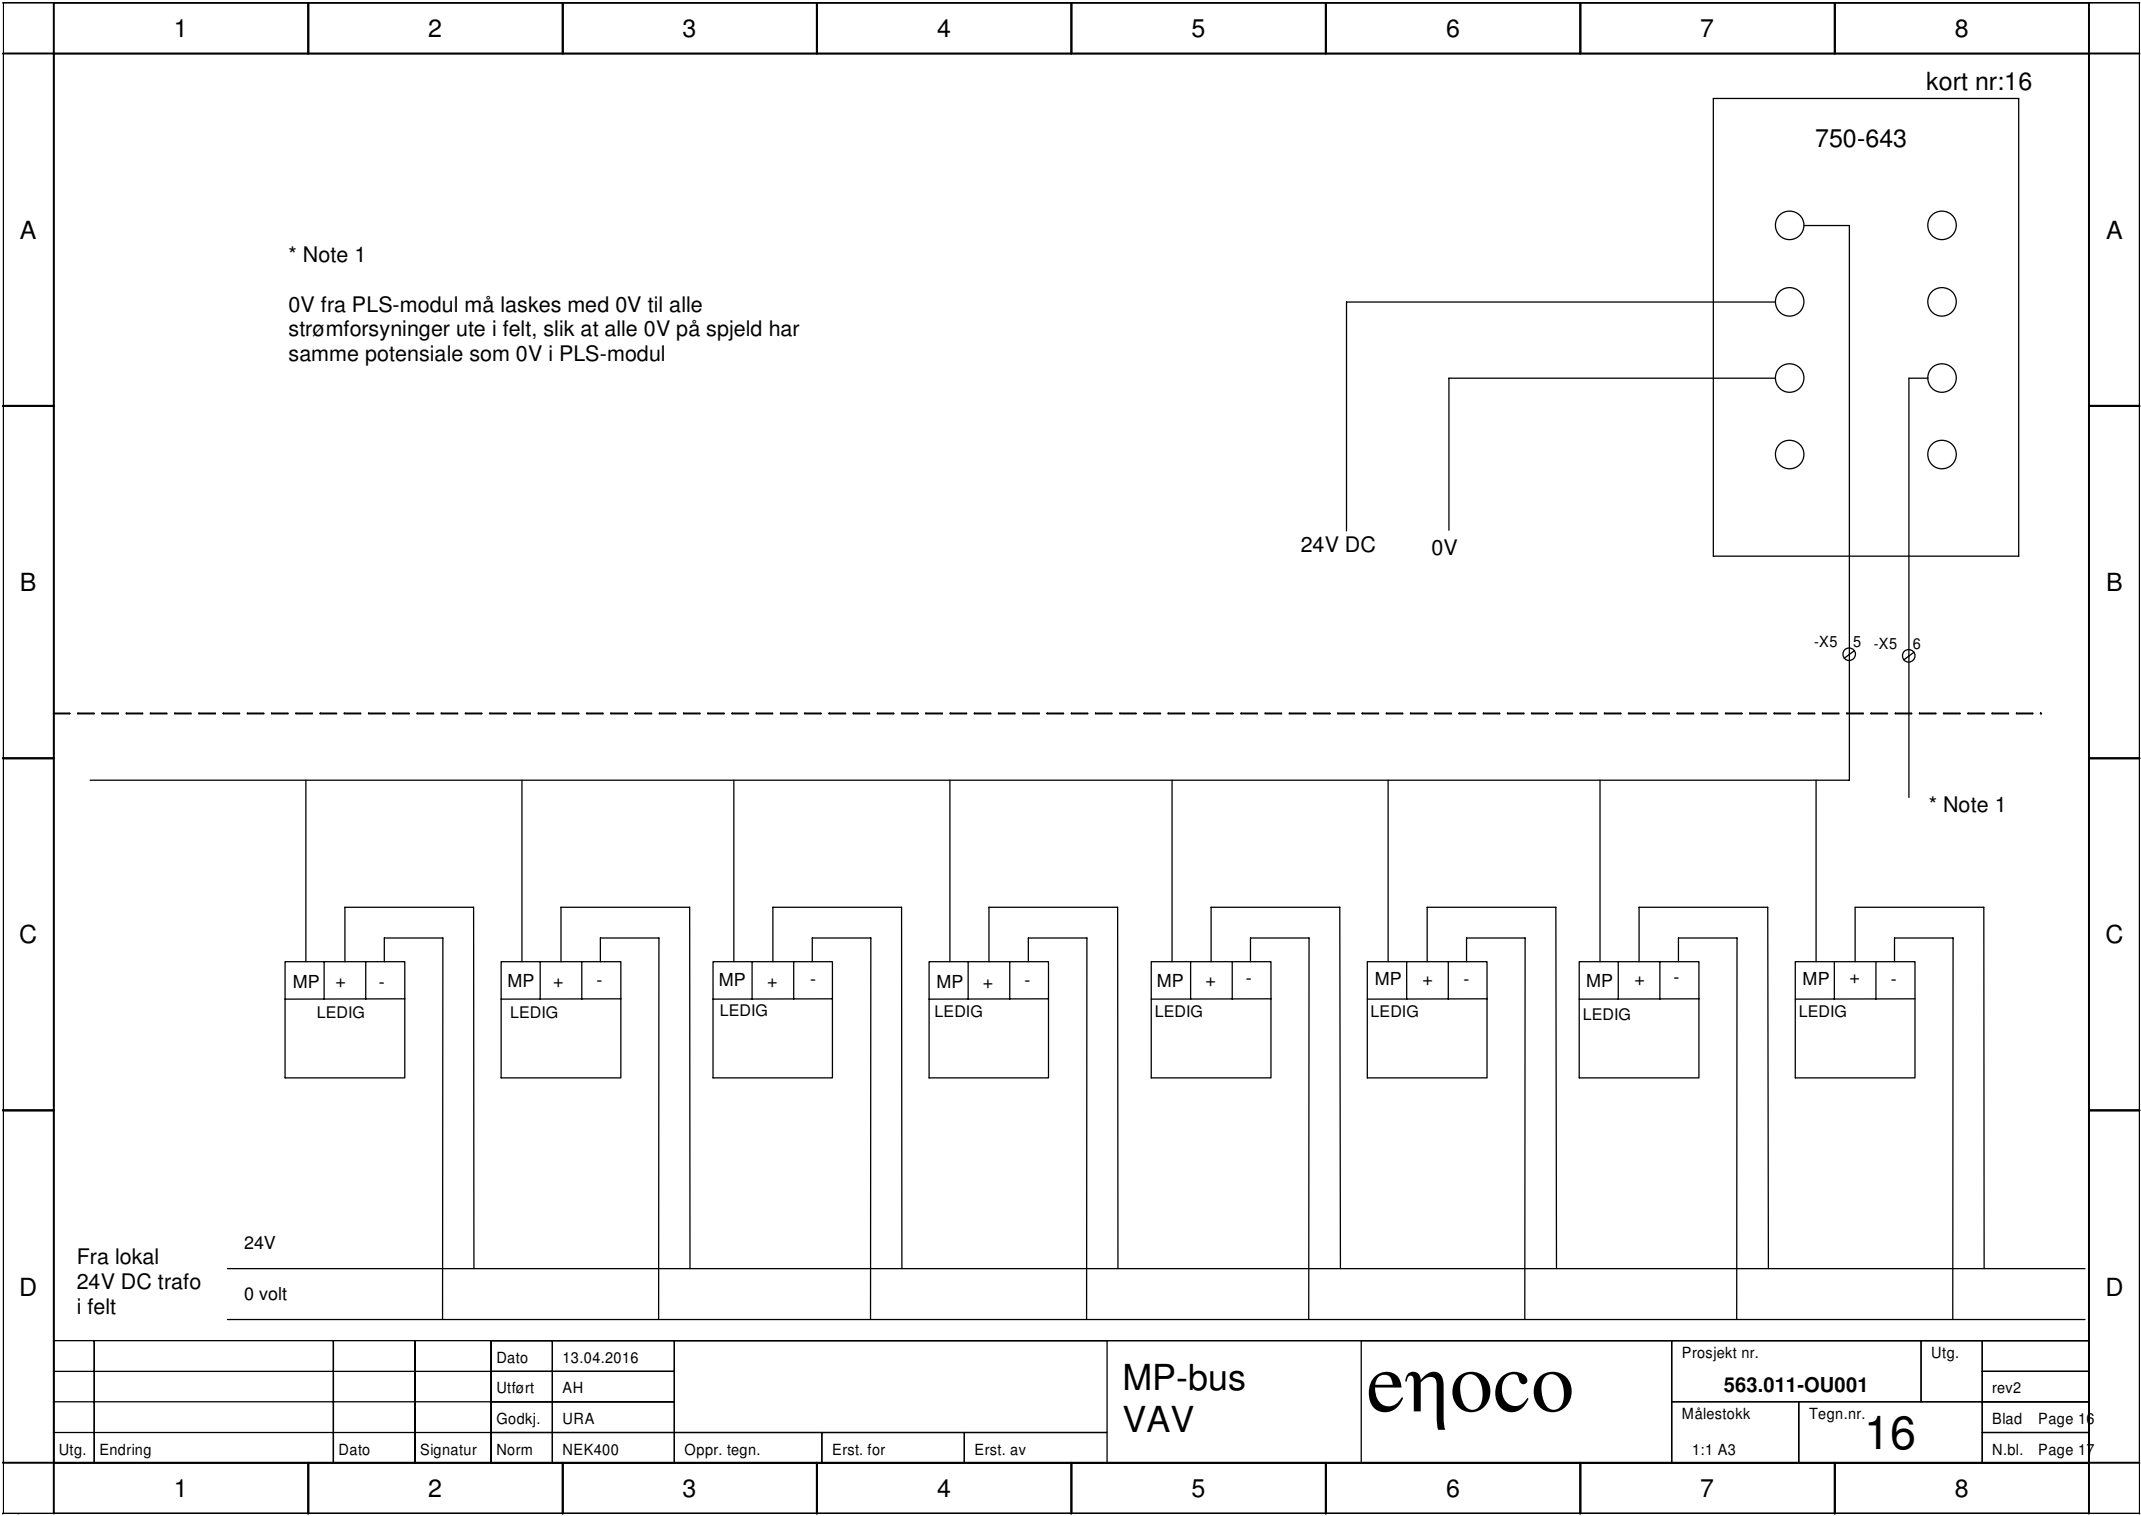 1 2 3 4 5 6 7 8
kort nr:16
750-643
A A
* Note 1
0V fra PLS-modul må laskes med 0V til alle
strømforsyninger ute i felt, slik at alle 0V på spjeld har
samme potensiale som 0V i PLS-modul
24V DC 0V
B B
-X5 5 -X5 6
* Note 1
C C
MP + - MP + - MP + - MP + - MP + - MP + - MP + - MP + -
LEDIG LEDIG LEDIG LEDIG LEDIG LEDIG LEDIG LEDIG
24V
Fra lokal
24V DC trafo
i felt
0 volt
D D
Dato 13.04.2016
Utført AH
Godkj. URA
Utg. Endring Dato Signatur Norm NEK400 Oppr. tegn. Erst. for Erst. av
MP-bus
VAV
eηoco
Prosjekt nr. Utg.
563.011-OU001 rev2
Målestokk Tegn.nr. Blad Page 16
1:1 A3 16 N.bl. Page 17
1 2 3 4 5 6 7 8